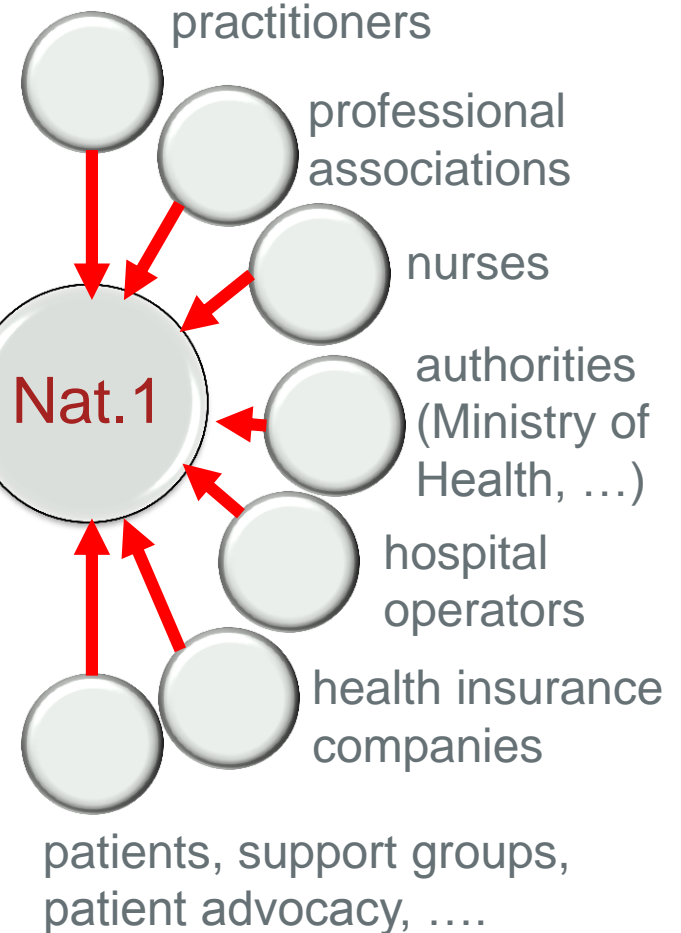 practitioners
professional
associations
nurses
authorities
(Ministry of
Health, …)
Nat.1
hospital
operators
health insurance
companies
patients, support groups,
patient advocacy, ….